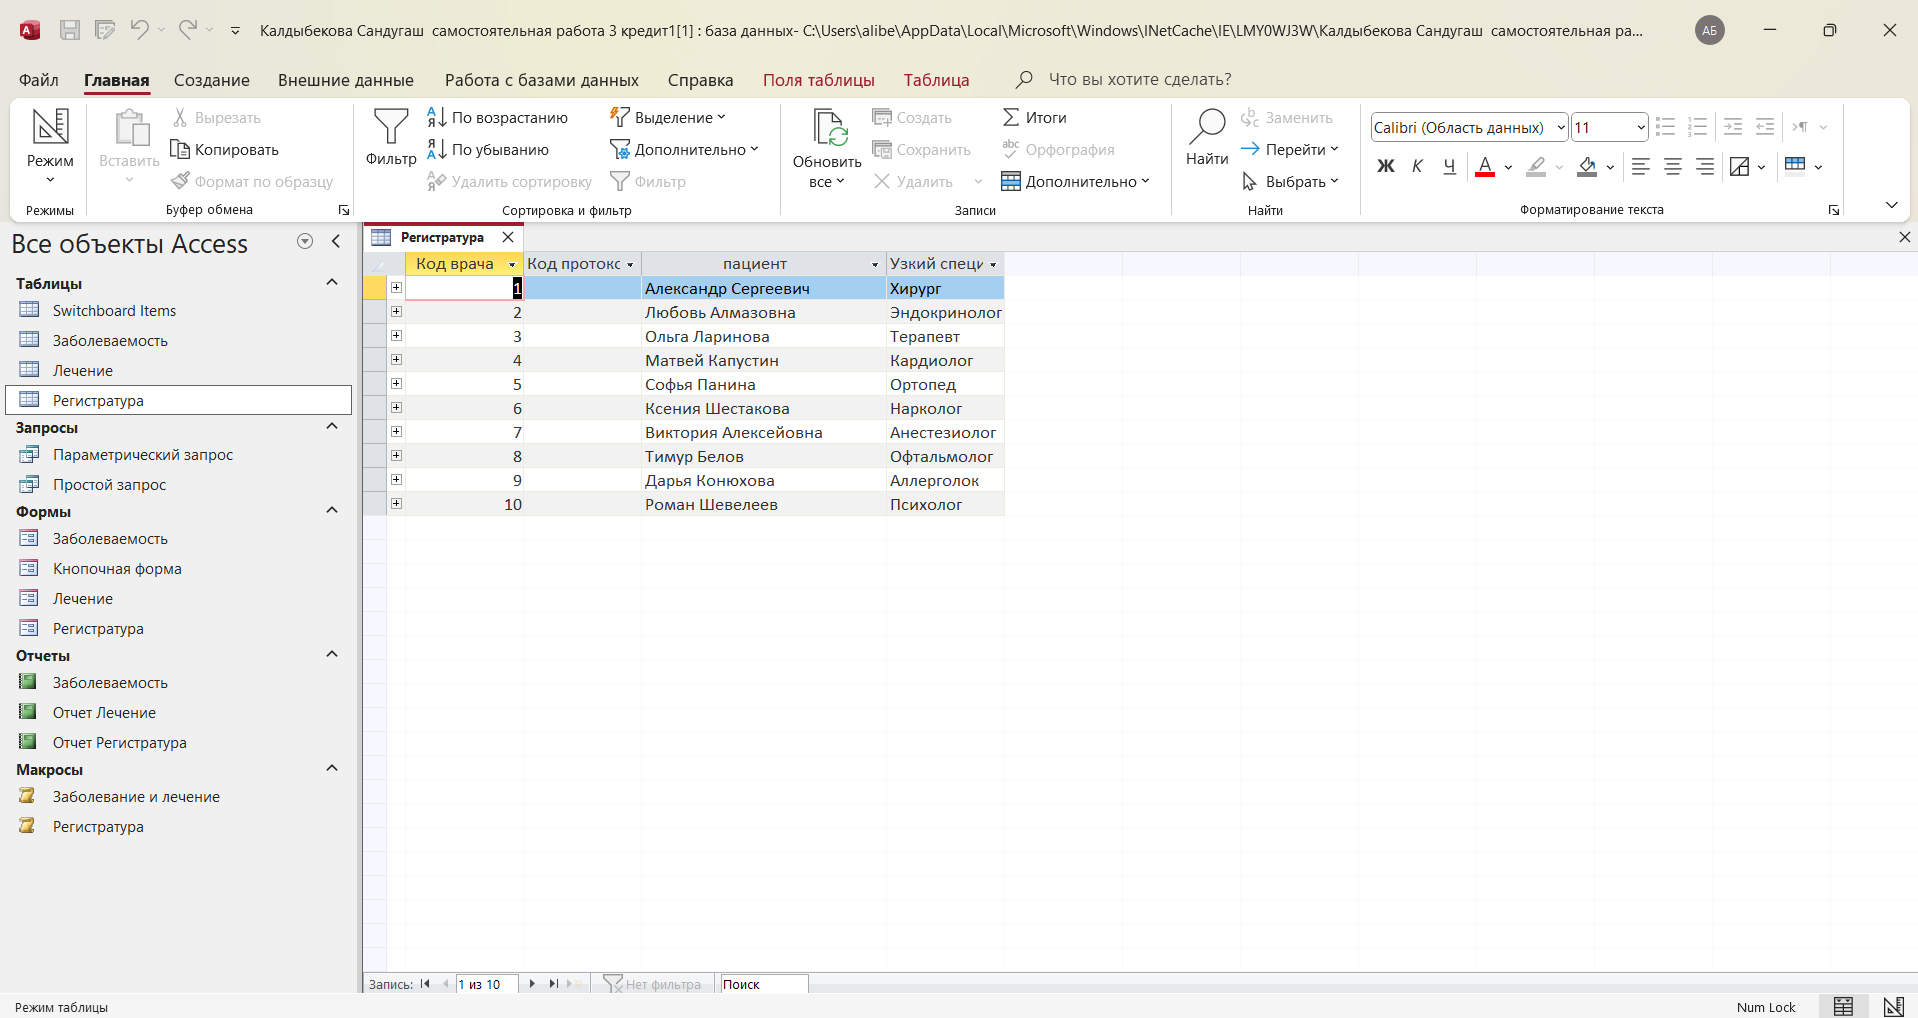 Калдыбекова Сандугаш самостоятельная работа 3 кредит1[1] : база данных- C:\Users\alibe\AppData\Local\Microsoft\Windows\INetCache\IE\LMY0WJ3W\Калдыбекова Сандугаш самостоятельная ра... АБ
Файл Главная Создание Внешние данные Работа с базами данных Справка Поля таблицы Таблица Что вы хотите сделать?
Режим
Режимы
Вставить
Вырезать
Копировать
Формат по образцу
Буфер обмена
Фильтр
По возрастанию
По убыванию
Удалить сортировку
Выделение
Дополнительно
Фильтр
Сортировка и фильтр
Обновить
все
Создать
Сохранить
Удалить
Итоги
Орфография
Дополнительно
Записи
Найти
Заменить
Перейти
Выбрать
Найти
Calibri (Область данных) 11
Ж К Ч А
Форматирование текста
Все объекты Access
Таблицы
Switchboard Items
Заболеваемость
Лечение
Регистратура
Запросы
Параметрический запрос
Простой запрос
Формы
Заболеваемость
Кнопочная форма
Лечение
Регистратура
Отчеты
Заболеваемость
Отчет Лечение
Отчет Регистратура
Макросы
Заболевание и лечение
Регистратура
Регистратура
Код врача Код протокс пациент Узкий специ
1 Александр Сергеевич Хирург
2 Любовь Алмазовна Эндокринолог
3 Ольга Ларинова Терапевт
4 Матвей Капустин Кардиолог
5 Софья Панина Ортопед
6 Ксения Шестакова Нарколог
7 Виктория Алексейовна Анестезиолог
8 Тимур Белов Офтальмолог
9 Дарья Конюхова Аллерголок
10 Роман Шевелеев Психолог
Запись: 1 из 10 Нет фильтра Поиск
Режим таблицы Num Lock